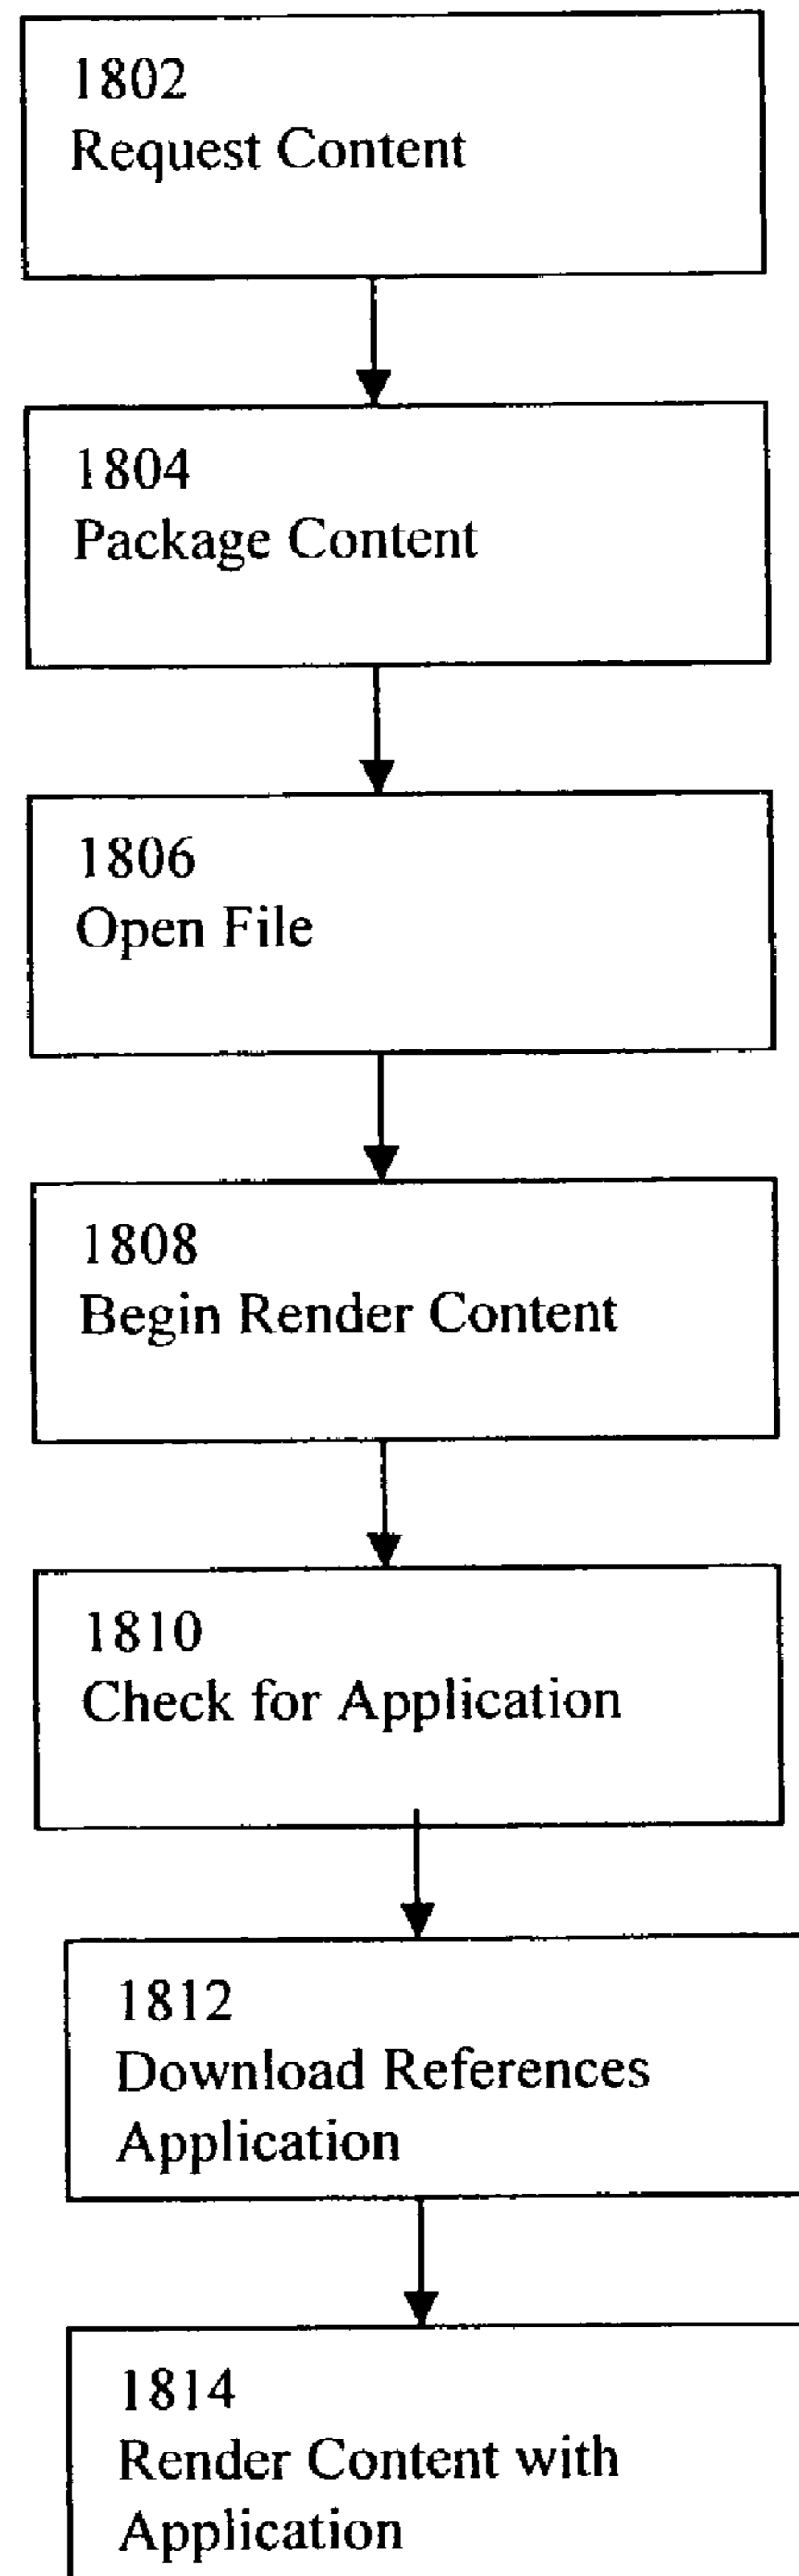 1802
Request Content
1804
Package Content
1806
Open File
1808
Begin Render Content
1810
Check for Application
1812
Download References
Application
1814
Render Content with
Application